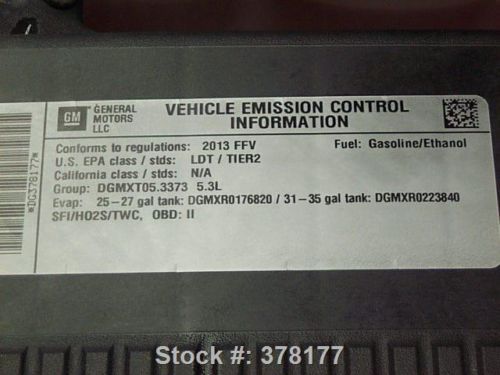 GM GENERAL MOTORS LLC
VEHICLE EMISSION CONTROL INFORMATION
Conforms to regulations: 2013 FFV Fuel: Gasoline/Ethanol
U.S. EPA class / stds: LDT / TIER2
California class / stds: N/A
Group: DGMXT05.3373 5.3L
Evap: 25-27 gal tank: DGMXR0176820 / 31-35 gal tank: DGMXR0223840
SFI/HO2S/TWC, OBD: II
*DG378177*
Stock #: 378177